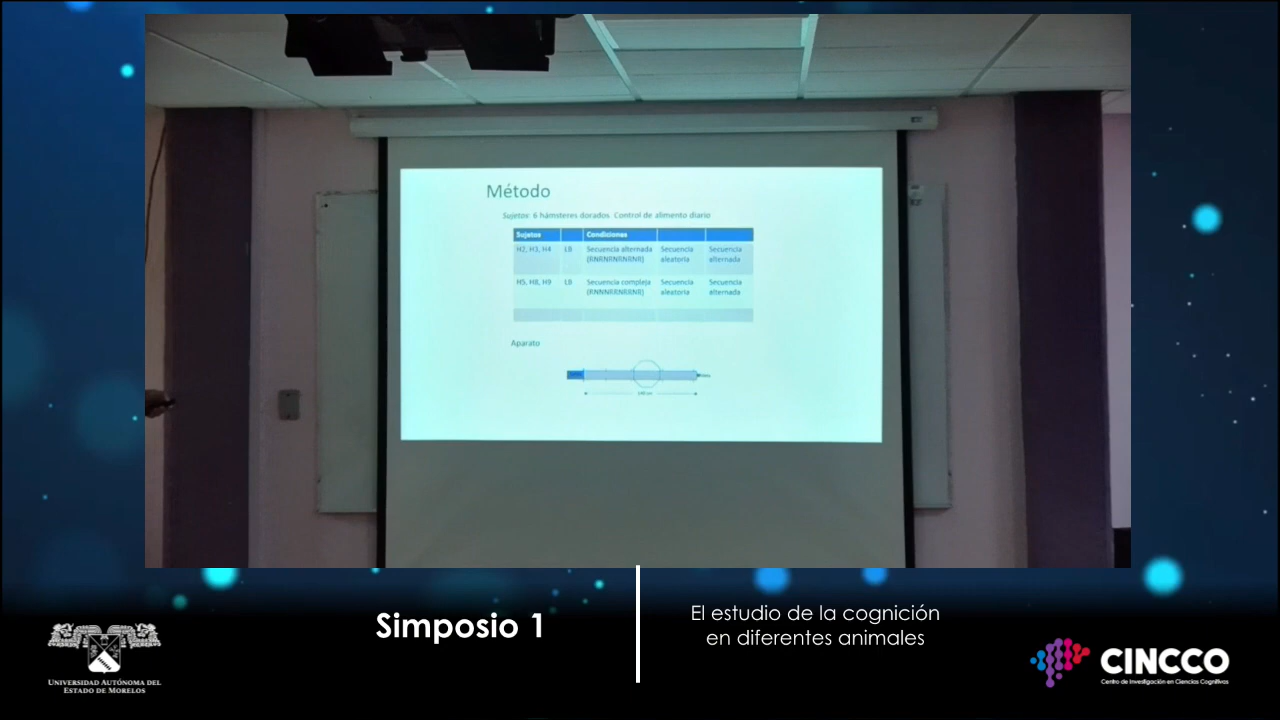 Método
Sujetos: 6 hámsteres dorados Control de alimento diario
Sujetos Condiciones
H2, H3, H4 LB Secuencia alternada Secuencia Secuencia
(RNRNRNRNRNR) aleatoria alternada
H5, H8, H9 LB Secuencia compleja Secuencia Secuencia
aleatoria alternada
Aparato
Simposio 1
El estudio de la cognición
en diferentes animales
UNIVERSIDAD AUTÓNOMA DEL
ESTADO DE MORELOS
CINCCO
Centro de Investigación en Ciencias Cognitivas